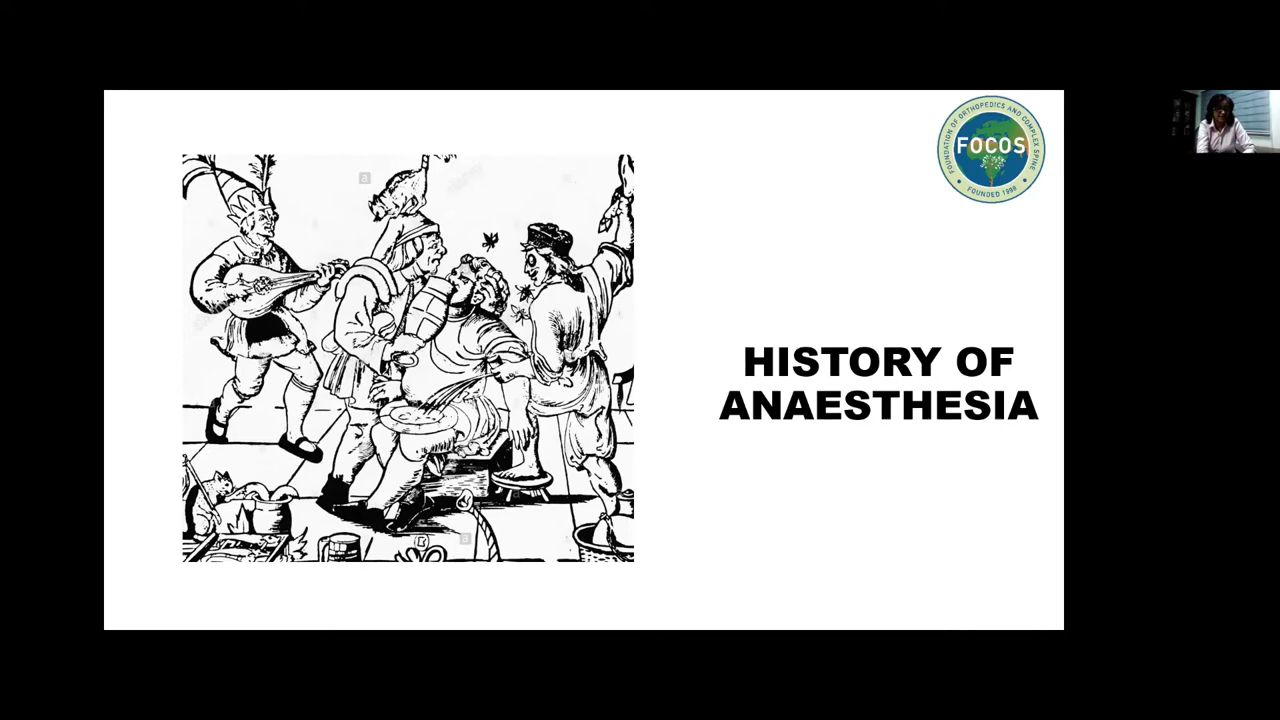 FOUNDATION OF ORTHOPEDICS AND COMPLEX SPINE
FOCOS
FOUNDED 1998
HISTORY OF
ANAESTHESIA
a
a